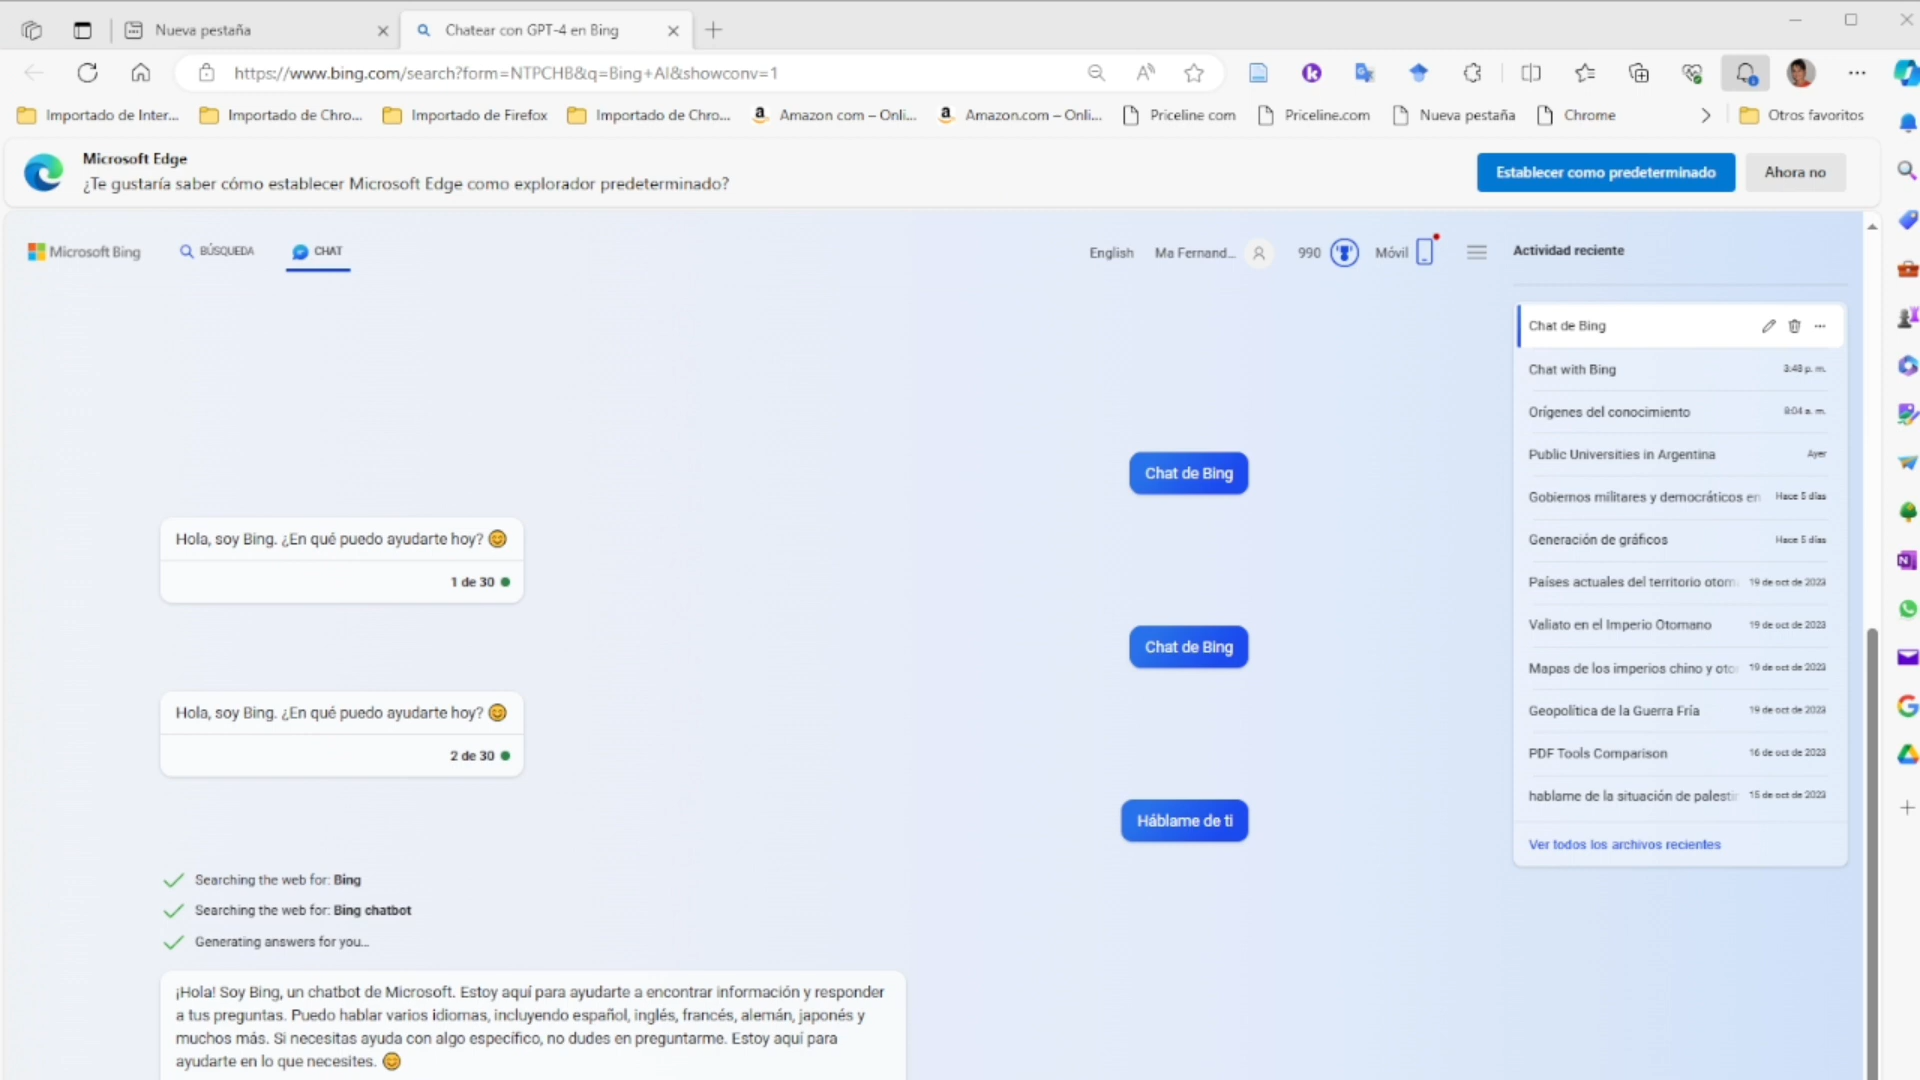 Nueva pestaña
Chatear con GPT-4 en Bing
https://www.bing.com/search?form=NTPCHB&q=Bing+AI&showconv=1
Importado de Inter...
Importado de Chro...
Importado de Firefox
Importado de Chro...
Amazon com – Onli...
Amazon.com – Onli...
Priceline com
Priceline.com
Nueva pestaña
Chrome
Otros favoritos
Microsoft Edge
¿Te gustaría saber cómo establecer Microsoft Edge como explorador predeterminado?
Establecer como predeterminado
Ahora no
Microsoft Bing
BÚSQUEDA
CHAT
English
Ma Fernand...
990
Móvil
Actividad reciente
Chat de Bing
Chat with Bing 3:48 p. m.
Orígenes del conocimiento 8:04 a. m.
Public Universities in Argentina Ayer
Gobiernos militares y democráticos en Hace 5 días
Generación de gráficos Hace 5 días
Países actuales del territorio otom 19 de oct de 2023
Valiato en el Imperio Otomano 19 de oct de 2023
Mapas de los imperios chino y oto 19 de oct de 2023
Geopolítica de la Guerra Fría 19 de oct de 2023
PDF Tools Comparison 16 de oct de 2023
hablame de la situación de palesti 15 de oct de 2023
Ver todos los archivos recientes
Chat de Bing
Hola, soy Bing. ¿En qué puedo ayudarte hoy? 😊
1 de 30
Chat de Bing
Hola, soy Bing. ¿En qué puedo ayudarte hoy? 😊
2 de 30
Háblame de ti
Searching the web for: Bing
Searching the web for: Bing chatbot
Generating answers for you...
¡Hola! Soy Bing, un chatbot de Microsoft. Estoy aquí para ayudarte a encontrar información y responder
a tus preguntas. Puedo hablar varios idiomas, incluyendo español, inglés, francés, alemán, japonés y
muchos más. Si necesitas ayuda con algo específico, no dudes en preguntarme. Estoy aquí para
ayudarte en lo que necesites. 😊